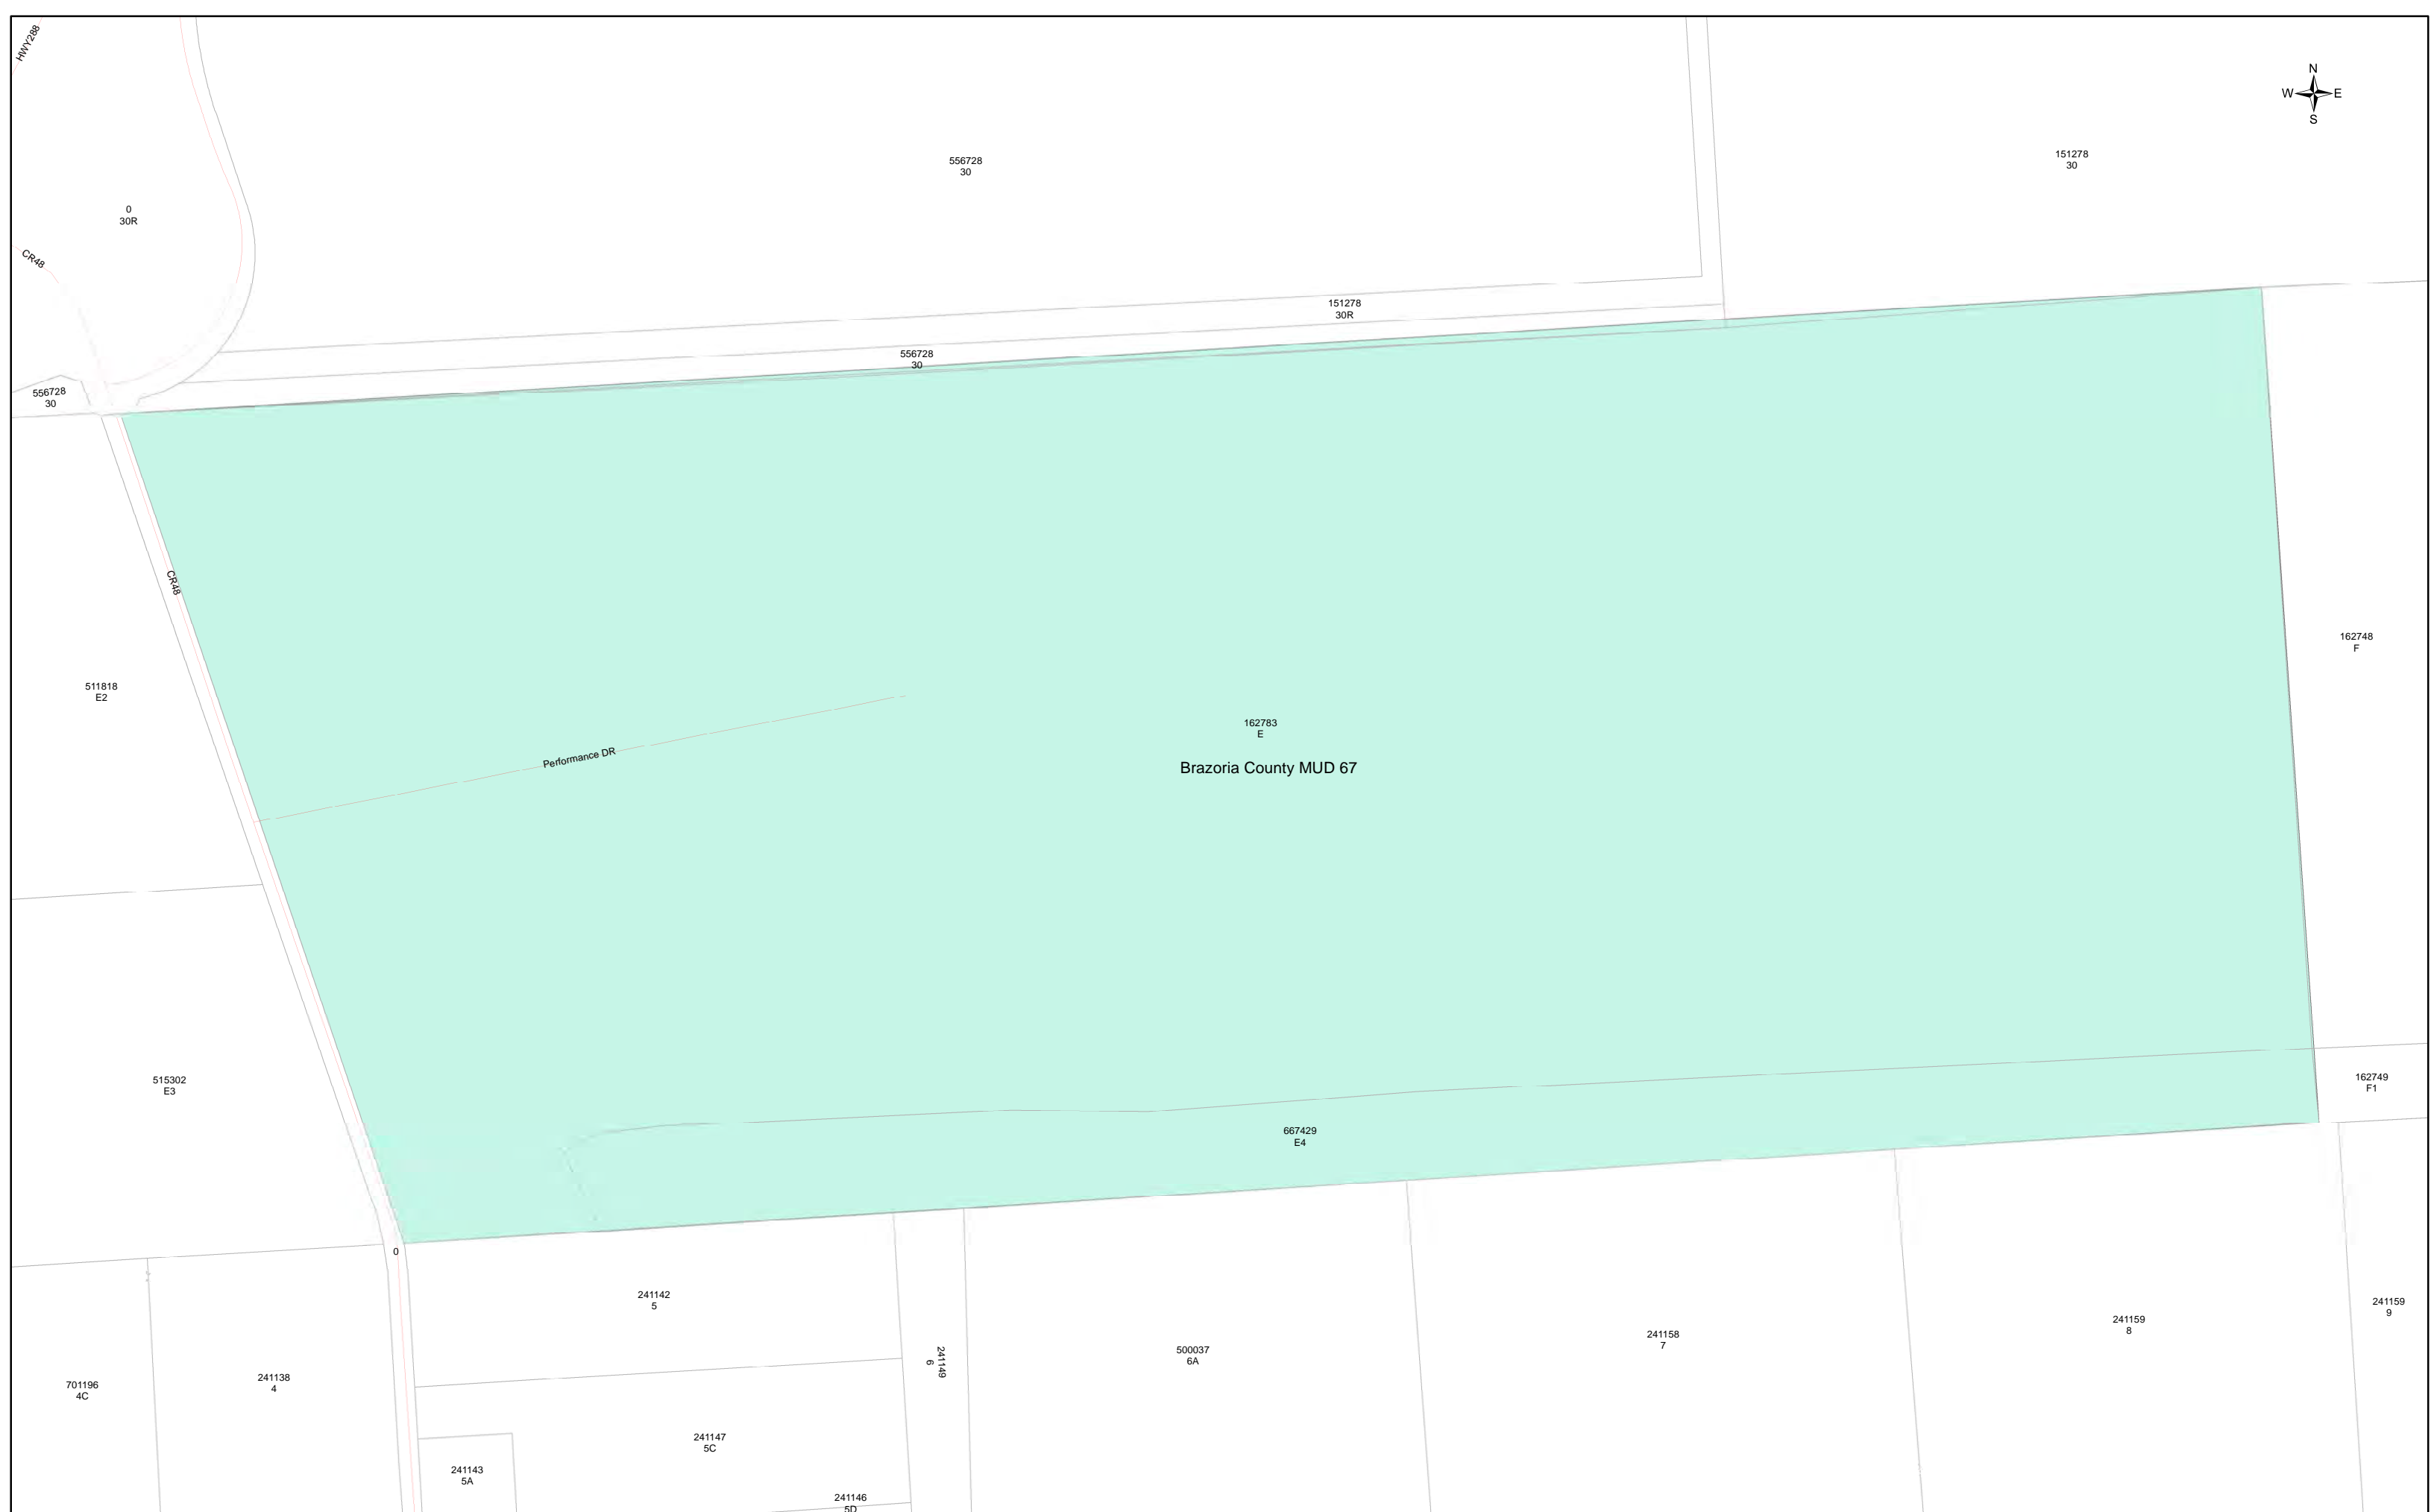 HWY288
N
W E
S
556728
30
151278
30
0
30R
CR48
151278
30R
556728
30
556728
30
CR48
162748
F
511818
E2
162783
E
Performance DR
Brazoria County MUD 67
515302
E3
162749
F1
667429
E4
0
241142
5
241159
9
241159
8
241158
7
500037
6A
241149
6
241138
4
701196
4C
241147
5C
241143
5A
241146
5D